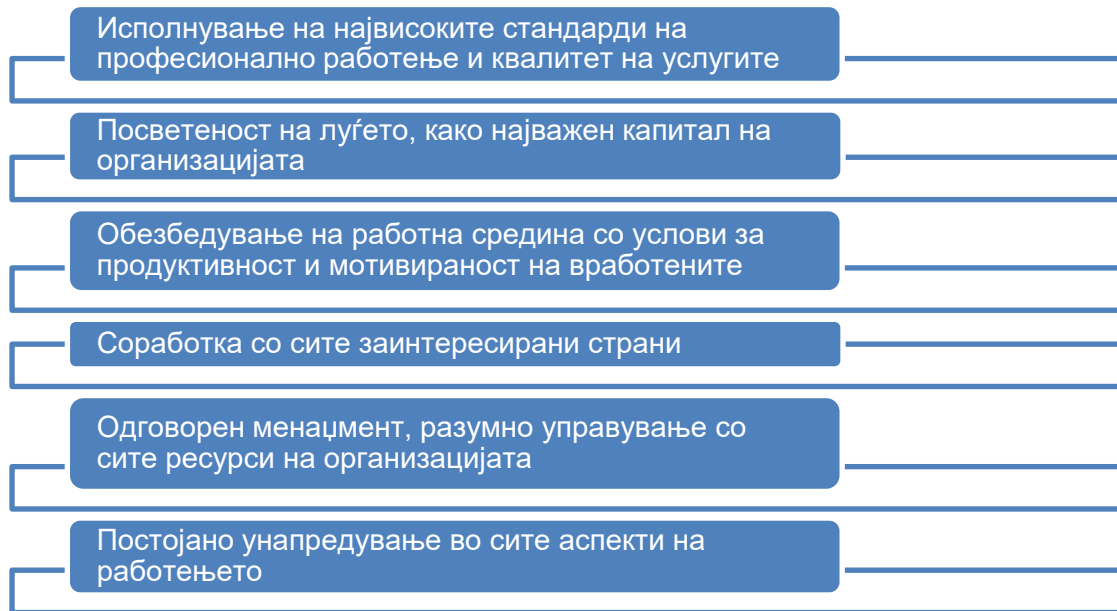 Исполнување на највисоките стандарди на
професионално работење и квалитет на услугите
Посветеност на луѓето, како најважен капитал на
организацијата
Обезбедување на работна средина со услови за
продуктивност и мотивираност на вработените
Соработка со сите заинтересирани страни
Одговорен менаџмент, разумно управување со
сите ресурси на организацијата
Постојано унапредување во сите аспекти на
работењето